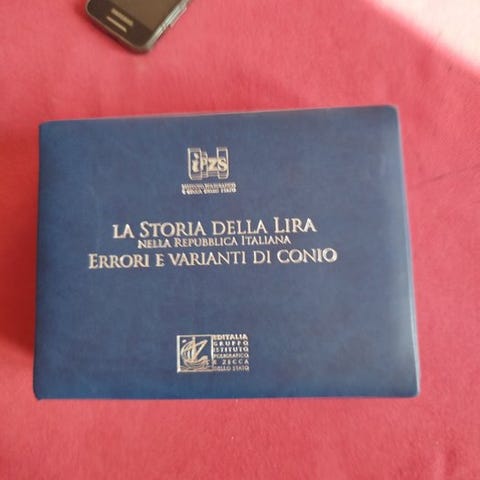 iPZS
ISTITUTO POLIGRAFICO
E ZECCA DELLO STATO
LA STORIA DELLA LIRA
NELLA REPUBBLICA ITALIANA
ERRORI E VARIANTI DI CONIO
EDITALIA
GRUPPO
ISTITUTO
POLIGRAFICO
E ZECCA
DELLO STATO
SAMSUNG